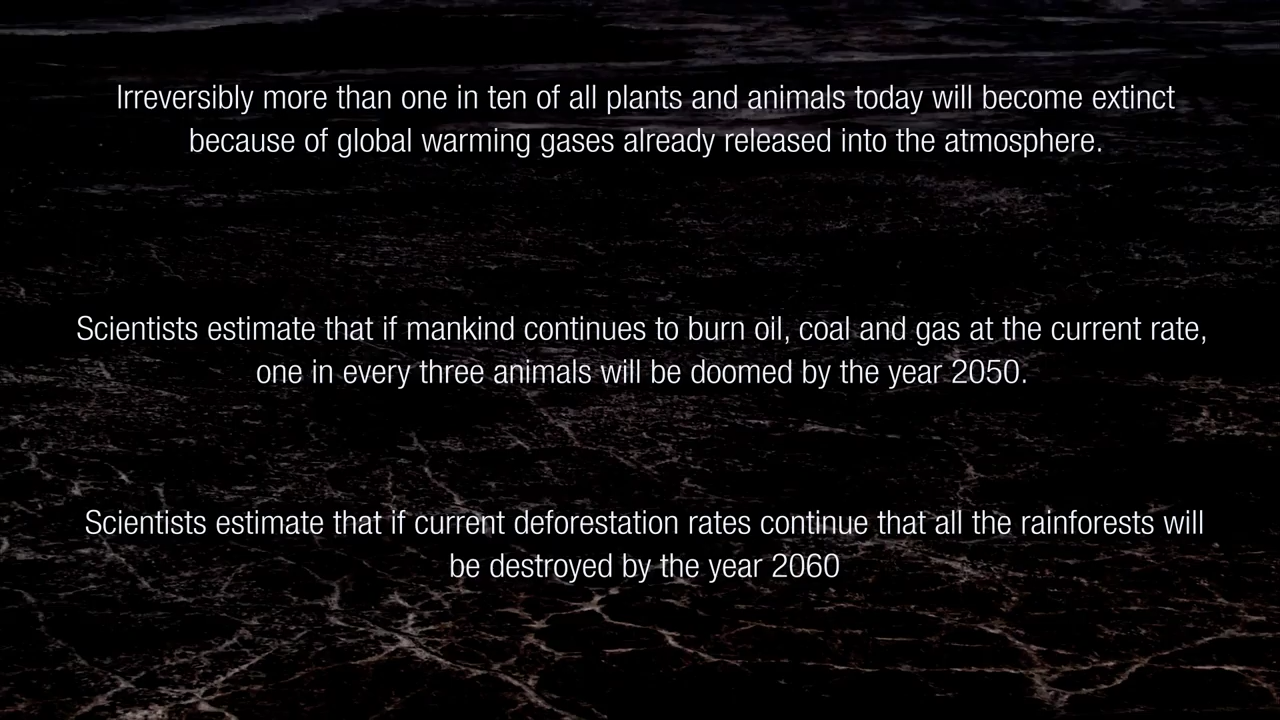 Irreversibly more than one in ten of all plants and animals today will become extinct
because of global warming gases already released into the atmosphere.
Scientists estimate that if mankind continues to burn oil, coal and gas at the current rate,
one in every three animals will be doomed by the year 2050.
Scientists estimate that if current deforestation rates continue that all the rainforests will
be destroyed by the year 2060